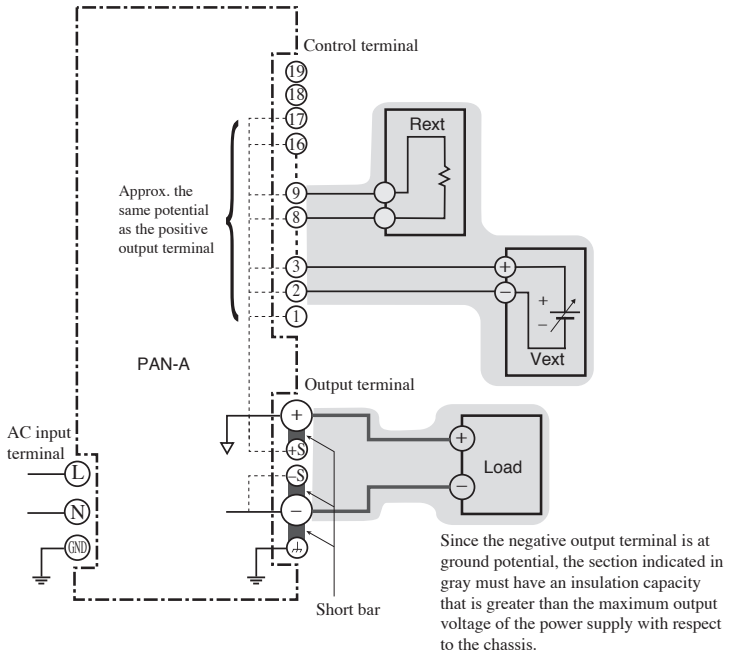 Control terminal
19
18
17
16
9
8
3
2
1
Rext
Approx. the
same potential
as the positive
output terminal
+
−
+
−
Vext
PAN-A
Output terminal
+
+S
−S
−
AC input
terminal
L
N
GND
+
−
Load
Short bar
Since the negative output terminal is at
ground potential, the section indicated in
gray must have an insulation capacity
that is greater than the maximum output
voltage of the power supply with respect
to the chassis.